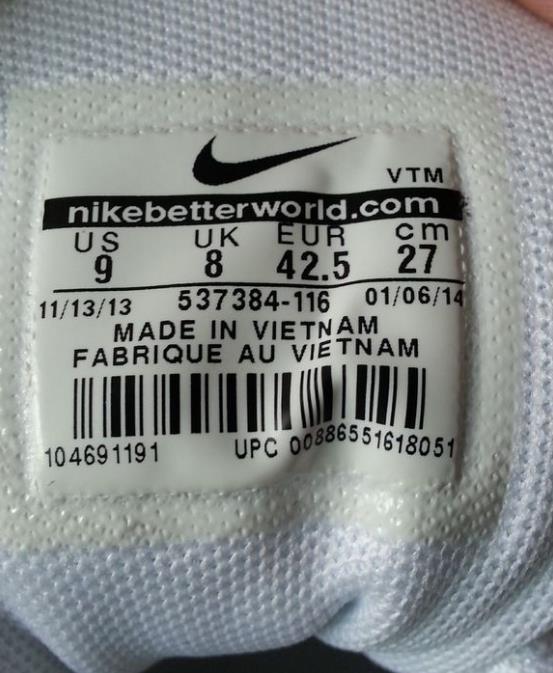 VTM
nikebetterworld.com
US UK EUR cm
9 8 42.5 27
11/13/13 537384-116 01/06/14
MADE IN VIETNAM
FABRIQUE AU VIETNAM
104691191 UPC 00886551618051